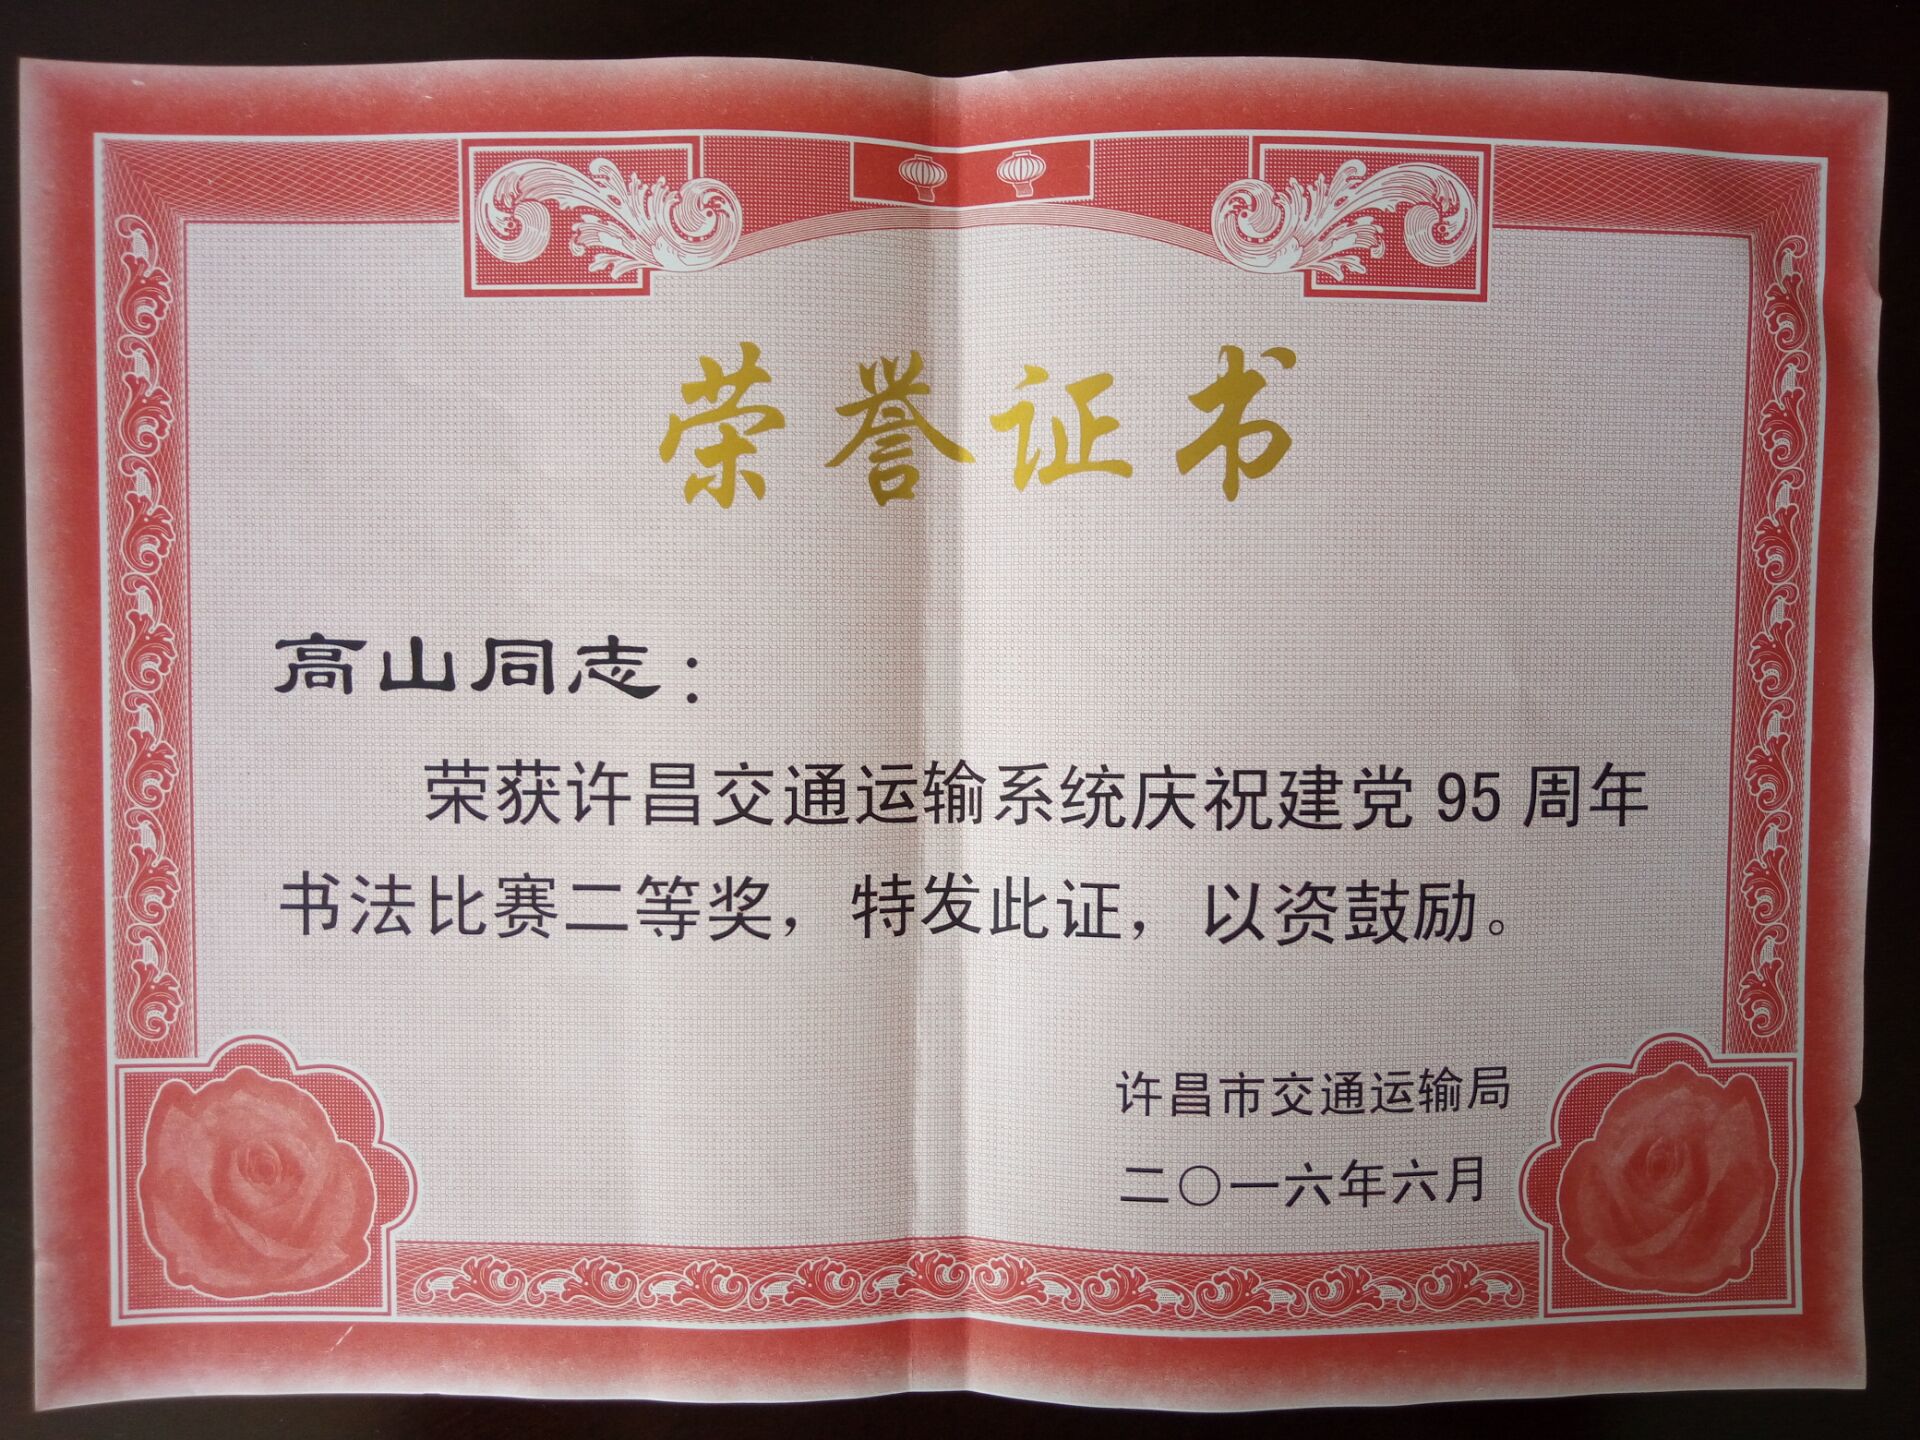 荣誉证书
高山同志：
荣获许昌交通运输系统庆祝建党95周年
书法比赛二等奖，特发此证，以资鼓励。
许昌市交通运输局
二〇一六年六月